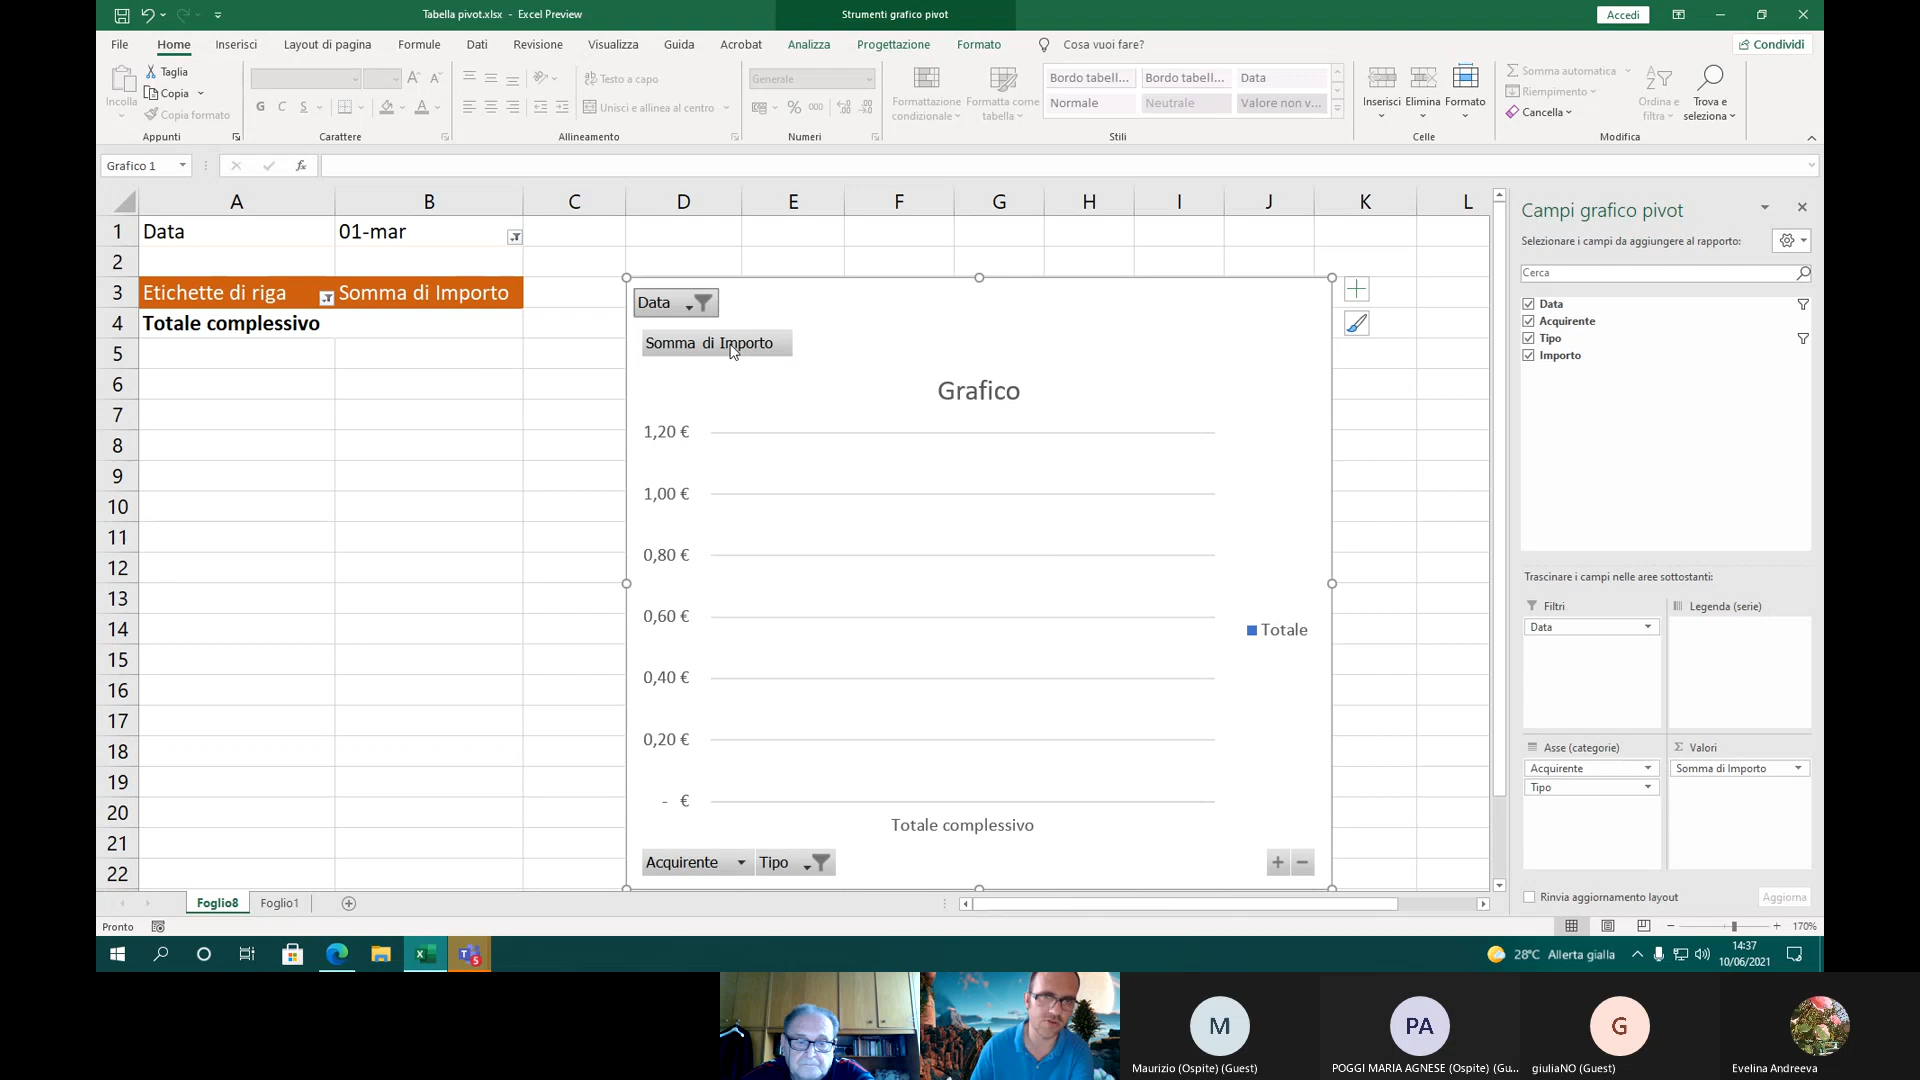 Tabella pivot.xlsx - Excel Preview
Strumenti grafico pivot
Accedi
File Home Inserisci Layout di pagina Formule Dati Revisione Visualizza Guida Acrobat Analizza Progettazione Formato Cosa vuoi fare? Condividi
Incolla
Taglia
Copia
Copia formato
Appunti
G C S
Carattere
Testo a capo
Unisci e allinea al centro
Allineamento
Generale
% 000
Numeri
Formattazione condizionale
Formatta come tabella
Bordo tabell... Bordo tabell... Data
Normale Neutrale Valore non v...
Stili
Inserisci Elimina Formato
Celle
Somma automatica
Riempimento
Cancella
Ordina e filtra
Trova e seleziona
Modifica
Grafico 1
fx
A B C D E F G H I J K L
1 Data 01-mar
2
3 Etichette di riga Somma di Importo
4 Totale complessivo
5
6
7
8
9
10
11
12
13
14
15
16
17
18
19
20
21
22
Data
Somma di Importo
Grafico
1,20 €
1,00 €
0,80 €
0,60 €
0,40 €
0,20 €
- €
Totale complessivo
Totale
Acquirente Tipo
+ −
Campi grafico pivot
Selezionare i campi da aggiungere al rapporto:
Cerca
Data
Acquirente
Tipo
Importo
Trascinare i campi nelle aree sottostanti:
Filtri
Data
Legenda (serie)
Asse (categorie)
Acquirente
Tipo
Valori
Somma di Importo
Rinvia aggiornamento layout
Aggiorna
Foglio8 Foglio1
Pronto
170%
5
28°C Allerta gialla
14:37
10/06/2021
M
Maurizio (Ospite) (Guest)
PA
POGGI MARIA AGNESE (Ospite) (Gu...
G
giuliaNO (Guest)
Evelina Andreeva